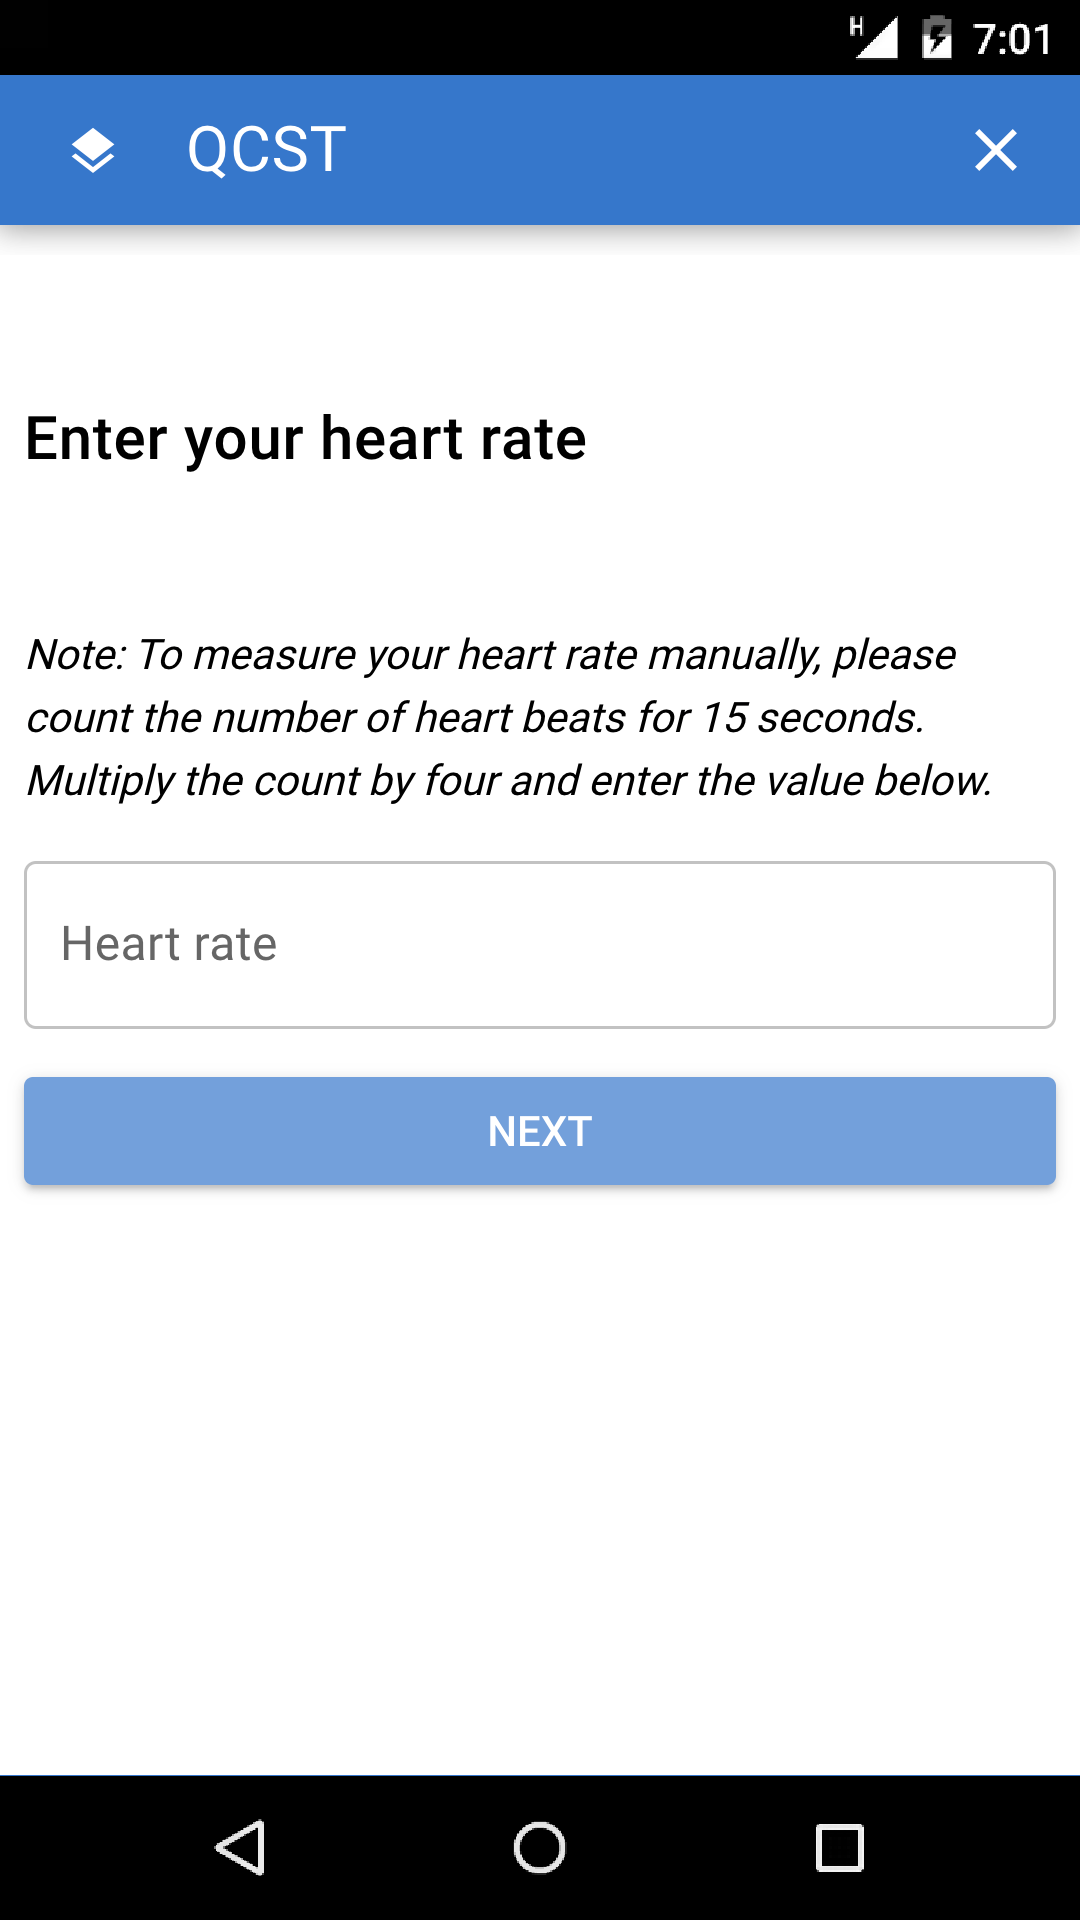 H 7:01
QCST
Enter your heart rate
Note: To measure your heart rate manually, please
count the number of heart beats for 15 seconds.
Multiply the count by four and enter the value below.
Heart rate
NEXT